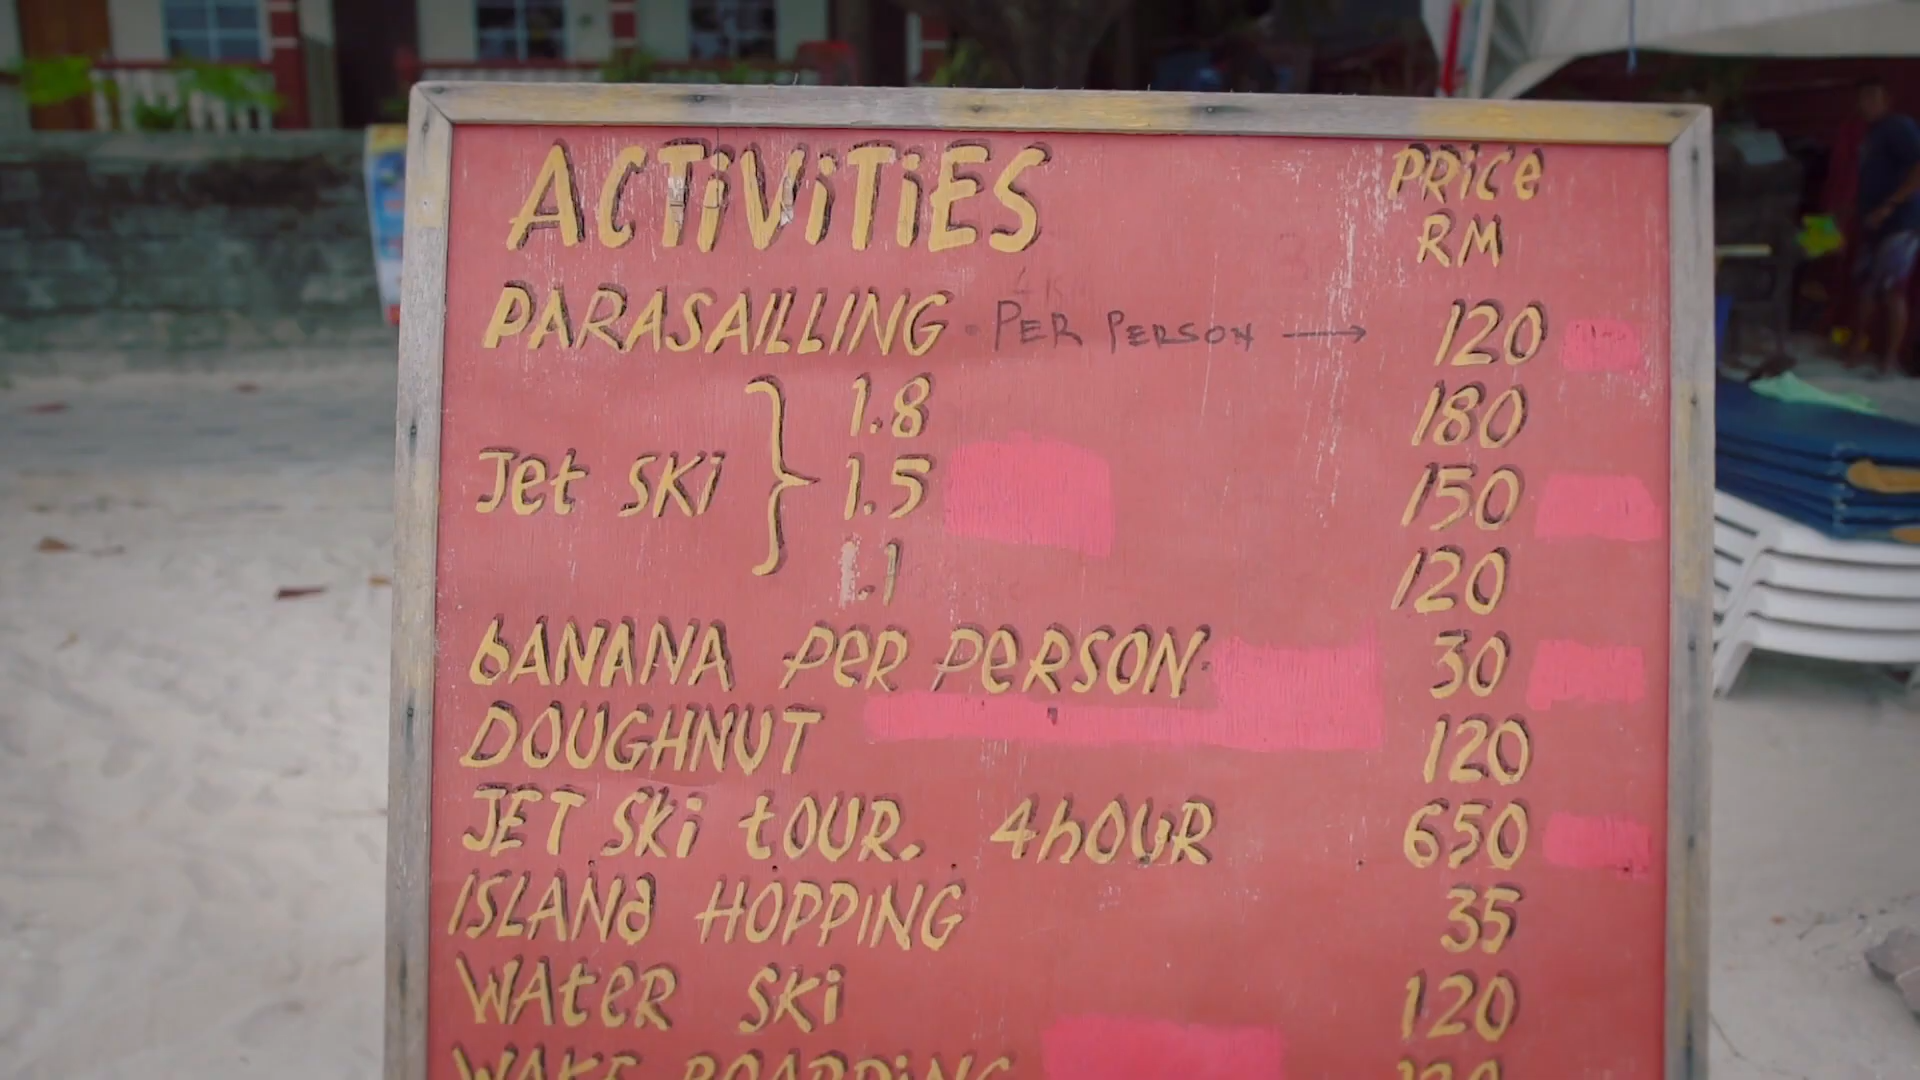 ACTiViTiES PRiCe
RM
PARASAILLING . PER PERSON → 120
Jet SKi } 1.8 180
1.5 150
1.1 120
bANANA PeR PeRSON. 30
DOUGHNUT 120
JET SKi tOUR. 4hOUR 650
ISLANd HOPPING 35
WAteR SKi 120
WAKE BOARDiNG